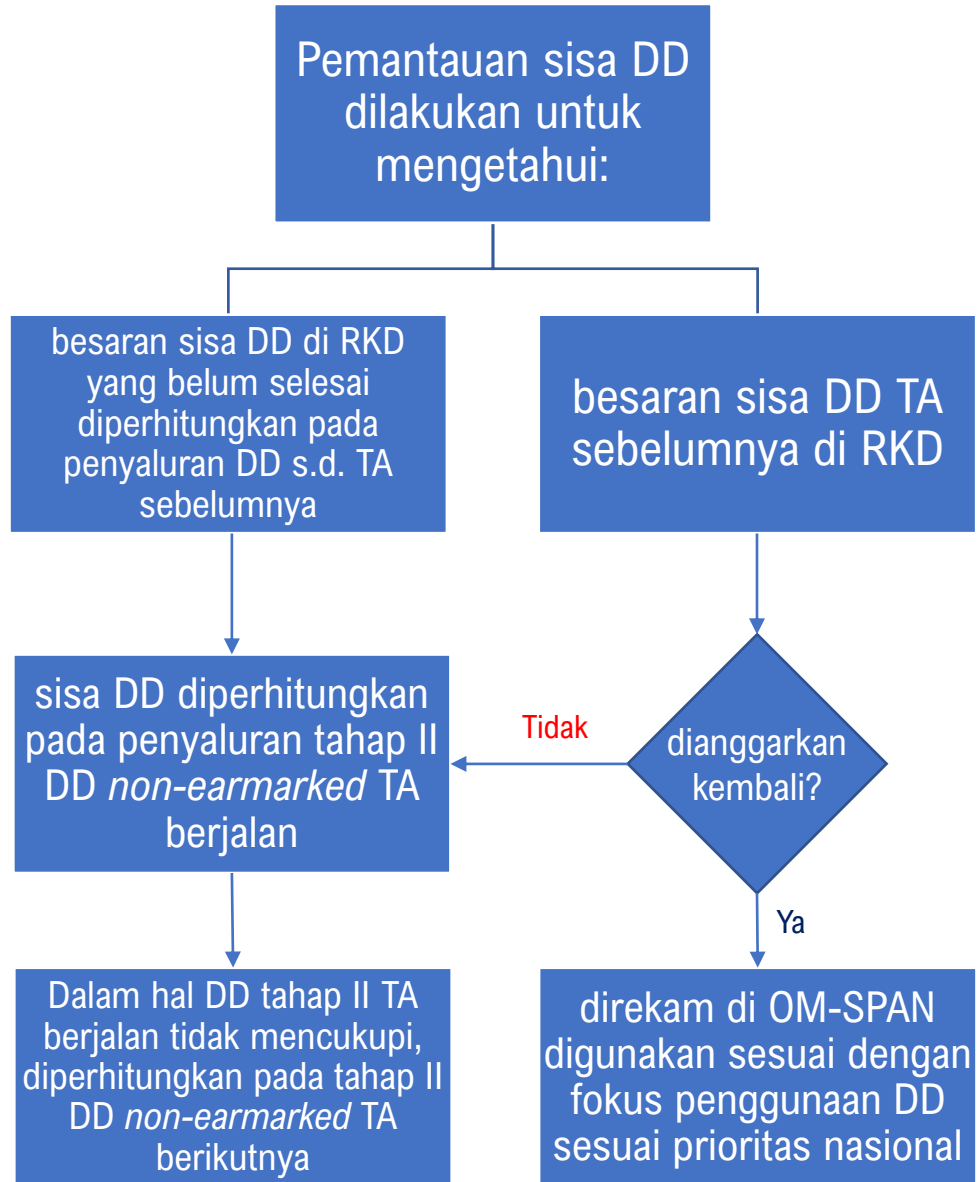 Pemantauan sisa DD
dilakukan untuk
mengetahui:
besaran sisa DD di RKD
yang belum selesai
diperhitungkan pada
penyaluran DD s.d. TA
sebelumnya
besaran sisa DD TA
sebelumnya di RKD
sisa DD diperhitungkan
pada penyaluran tahap II
DD non-earmarked TA
berjalan
Tidak
dianggarkan
kembali?
Ya
Dalam hal DD tahap II TA
berjalan tidak mencukupi,
diperhitungkan pada tahap II
DD non-earmarked TA
berikutnya
direkam di OM-SPAN
digunakan sesuai dengan
fokus penggunaan DD
sesuai prioritas nasional